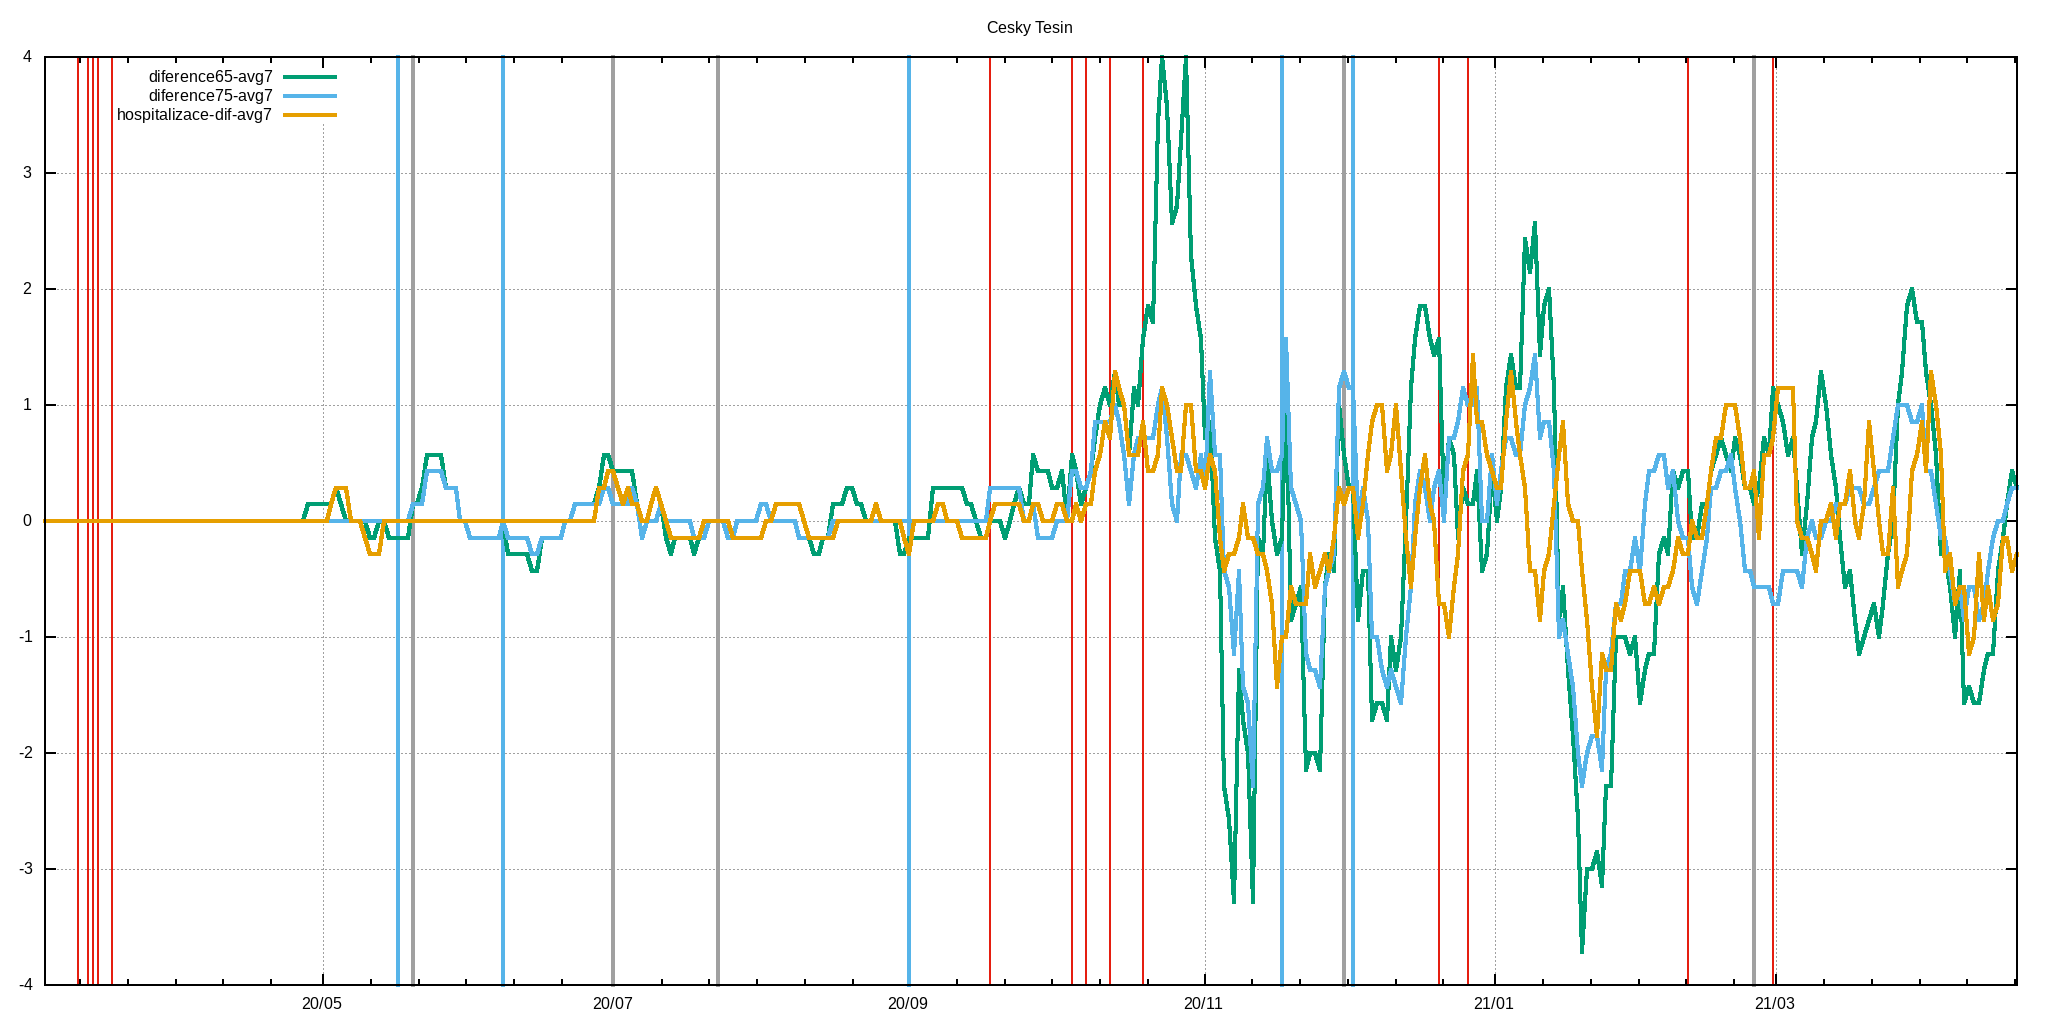 Cesky Tesin
diference65-avg7
diference75-avg7
hospitalizace-dif-avg7
4
3
2
1
0
-1
-2
-3
-4
20/05 20/07 20/09 20/11 21/01 21/03